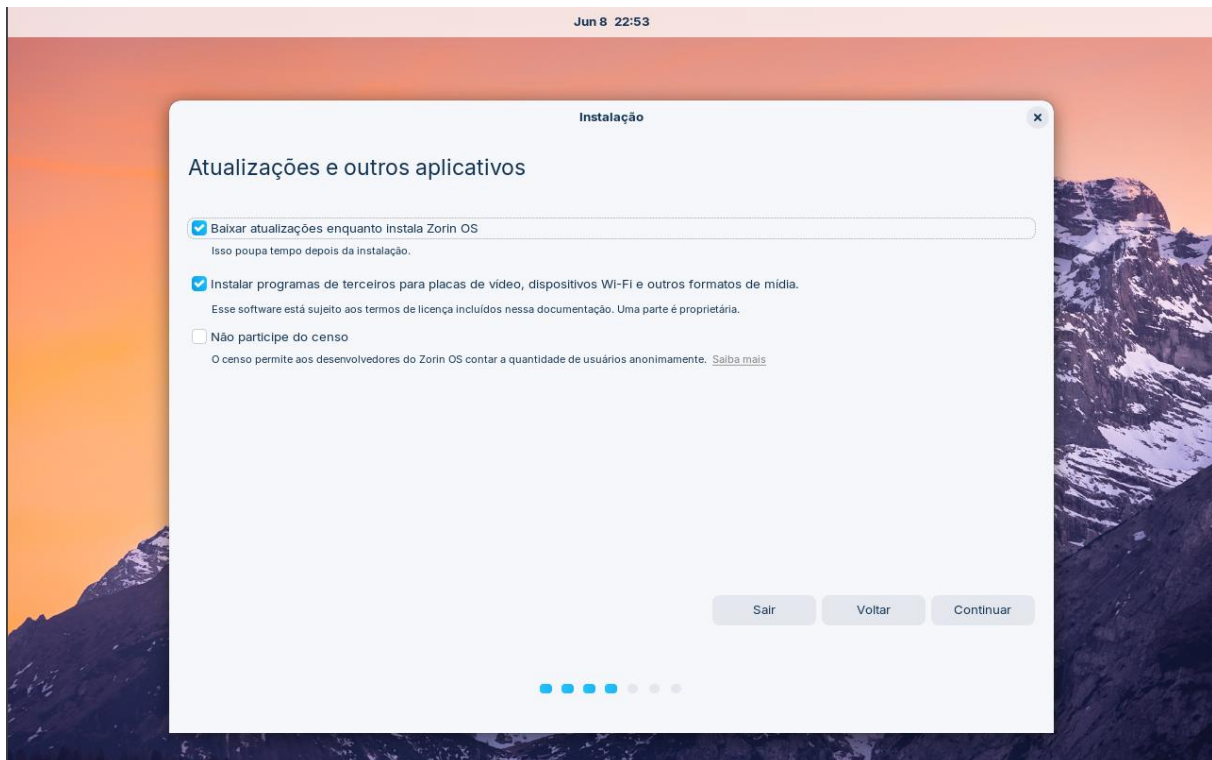 Jun 8 22:53
Instalação
Atualizações e outros aplicativos
Baixar atualizações enquanto instala Zorin OS
Isso poupa tempo depois da instalação.
Instalar programas de terceiros para placas de vídeo, dispositivos Wi-Fi e outros formatos de mídia.
Esse software está sujeito aos termos de licença incluídos nessa documentação. Uma parte é proprietária.
Não participe do censo
O censo permite aos desenvolvedores do Zorin OS contar a quantidade de usuários anonimamente. Saiba mais
Sair Voltar Continuar